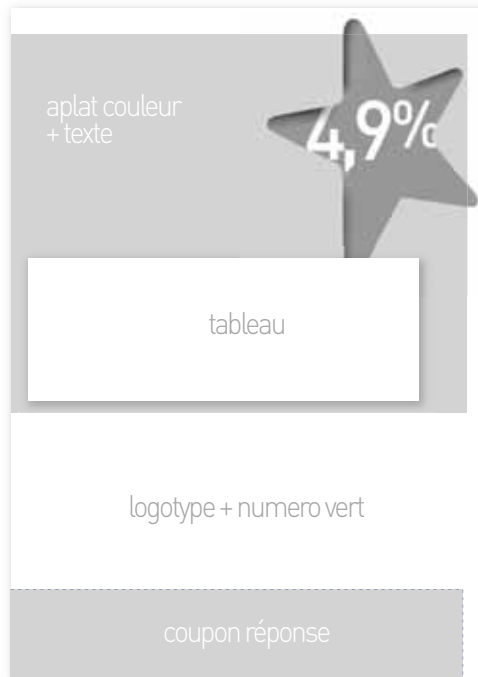 aplat couleur
+ texte
4,9%
tableau
logotype + numero vert
coupon réponse